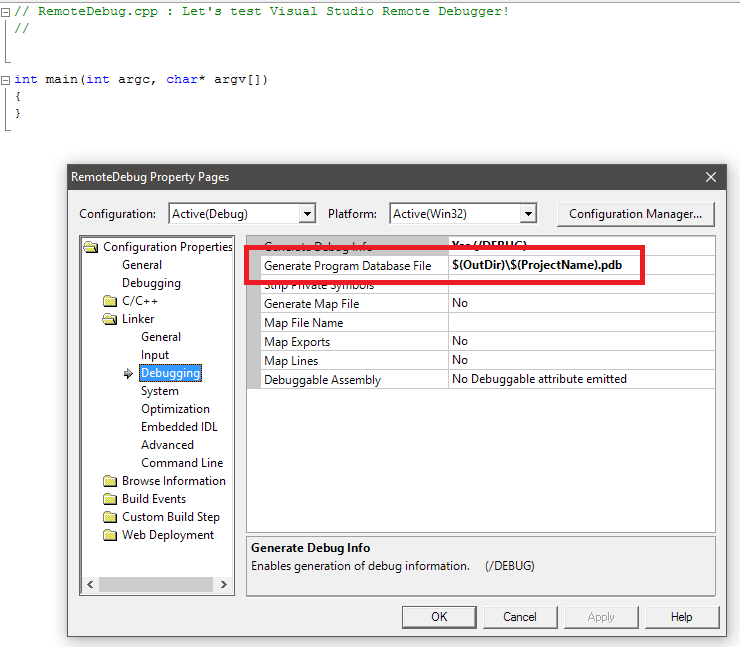 // RemoteDebug.cpp : Let's test Visual Studio Remote Debugger!
//
int main(int argc, char* argv[])
{
}
RemoteDebug Property Pages
Configuration: Active(Debug) Platform: Active(Win32) Configuration Manager...
Configuration Properties
General
Debugging
C/C++
Linker
General
Input
Debugging
System
Optimization
Embedded IDL
Advanced
Command Line
Browse Information
Build Events
Custom Build Step
Web Deployment
Generate Debug Info Yes (/DEBUG)
Generate Program Database File $(OutDir)\$(ProjectName).pdb
Strip Private Symbols
Generate Map File No
Map File Name
Map Exports No
Map Lines No
Debuggable Assembly No Debuggable attribute emitted
Generate Debug Info
Enables generation of debug information. (/DEBUG)
OK Cancel Apply Help